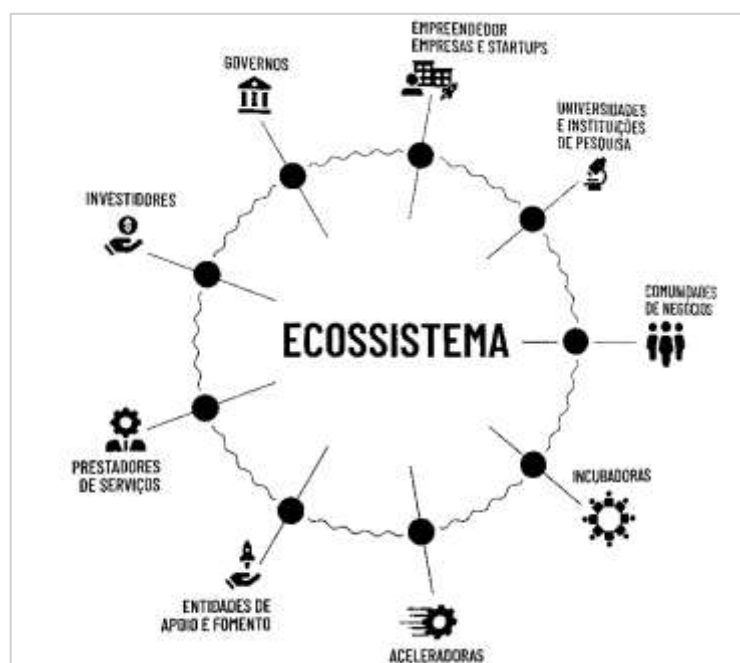 EMPREENDEDOR
EMPRESAS E STARTUPS
GOVERNOS
UNIVERSIDADES
E INSTITUIÇÕES
DE PESQUISA
INVESTIDORES
COMUNIDADES
DE NEGÓCIOS
ECOSSISTEMA
PRESTADORES
DE SERVIÇOS
INCUBADORAS
ENTIDADES DE
APOIO E FOMENTO
ACELERADORAS